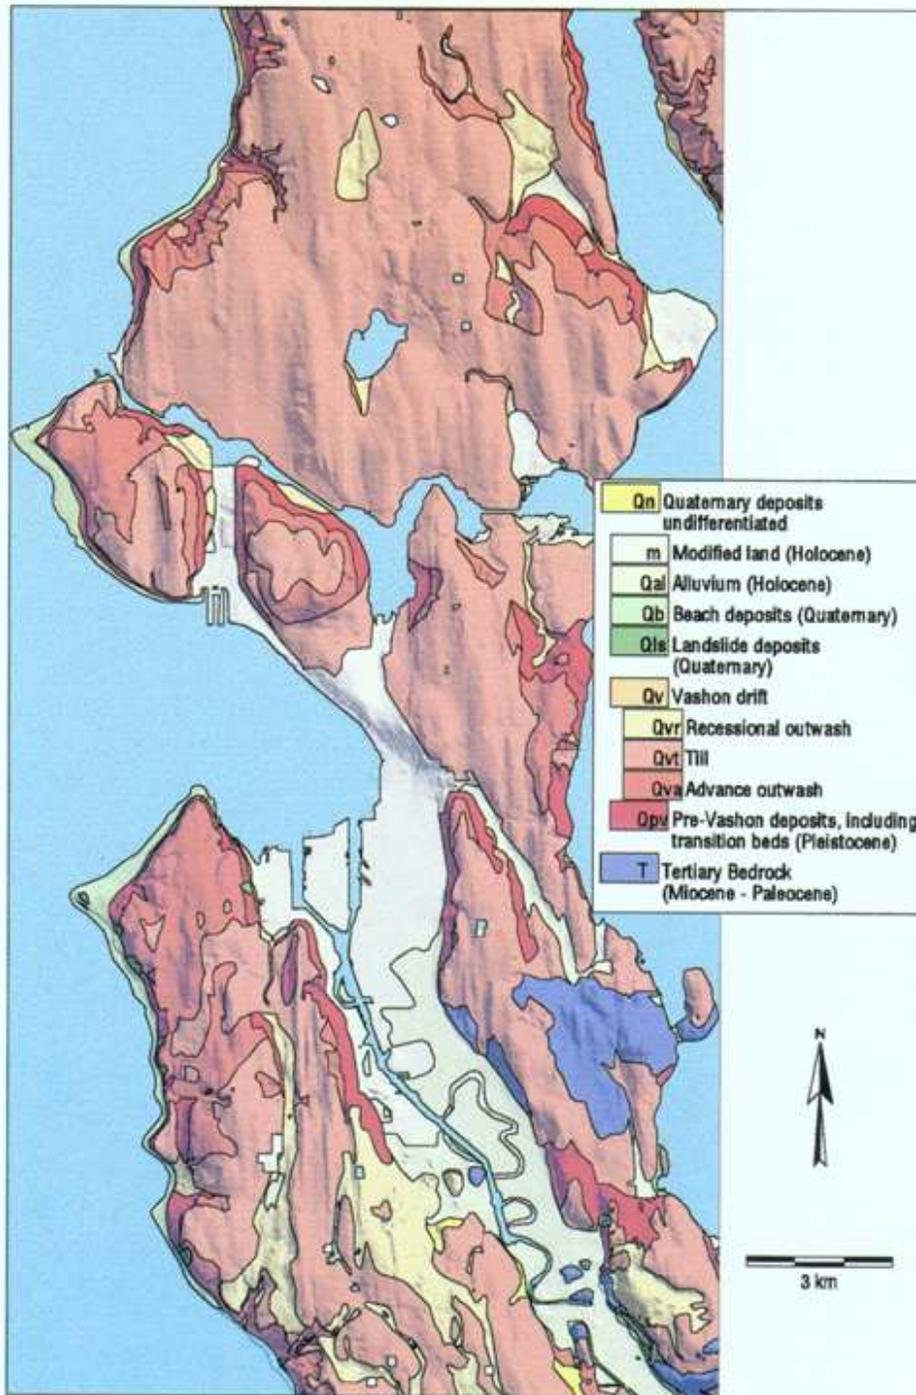 Qn Quaternary deposits
undifferentiated
m Modified land (Holocene)
Qal Alluvium (Holocene)
Qb Beach deposits (Quaternary)
Qls Landslide deposits
(Quaternary)
Qv Vashon drift
Qvr Recessional outwash
Qvt Till
Qva Advance outwash
Qpv Pre-Vashon deposits, including
transition beds (Pleistocene)
T Tertiary Bedrock
(Miocene - Paleocene)
N
3 km